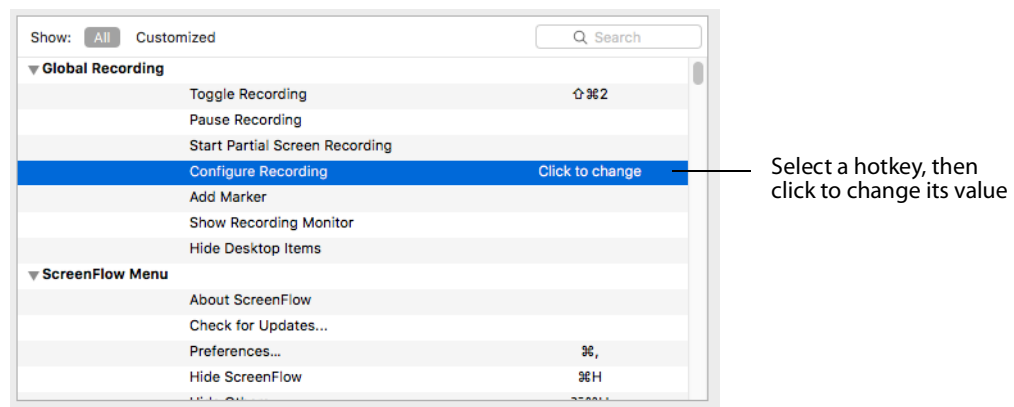 Show: All Customized Search
Global Recording
Toggle Recording ⇧⌘2
Pause Recording
Start Partial Screen Recording
Configure Recording Click to change
Add Marker
Show Recording Monitor
Hide Desktop Items
ScreenFlow Menu
About ScreenFlow
Check for Updates...
Preferences... ⌘,
Hide ScreenFlow ⌘H
Select a hotkey, then
click to change its value